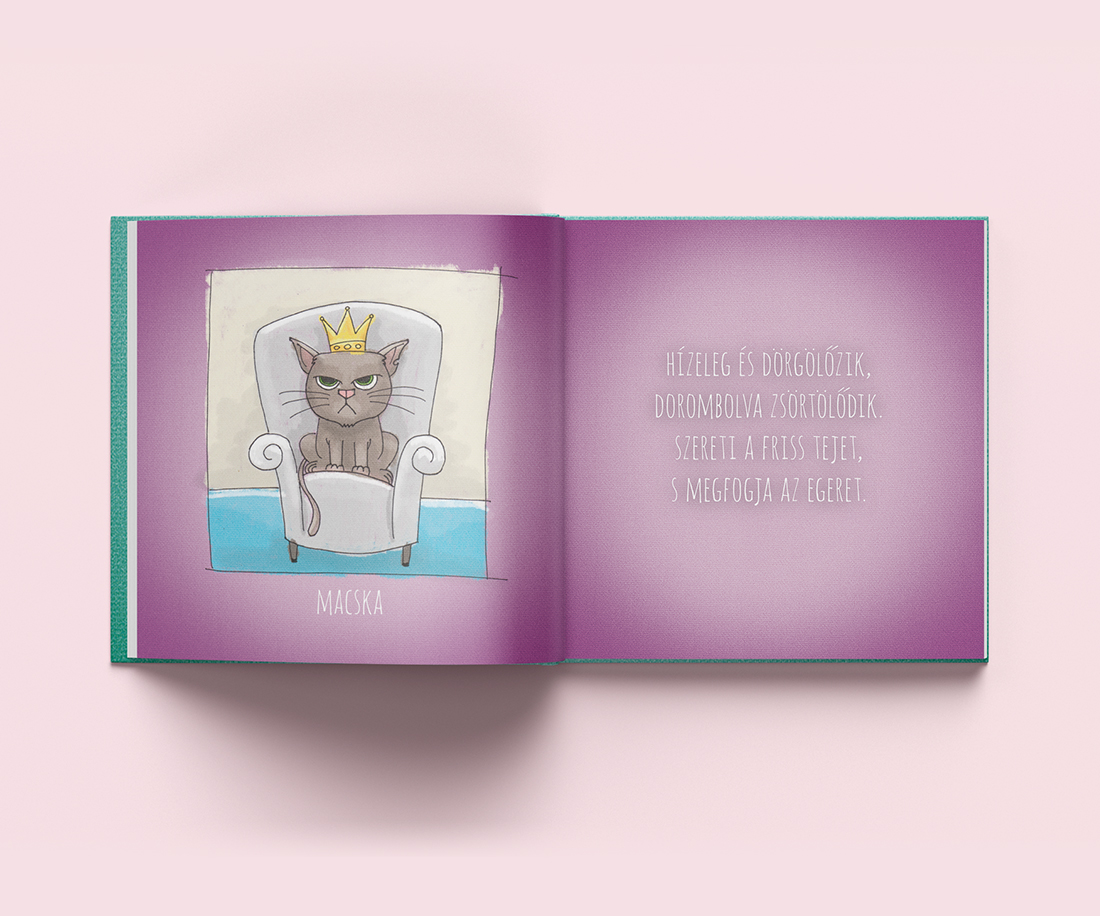 MACSKA
HÍZELEG ÉS DÖRGÖLŐZIK,
DOROMBOLVA ZSÖRTÖLŐDIK.
SZERETI A FRISS TEJET,
S MEGFOGJA AZ EGERET.